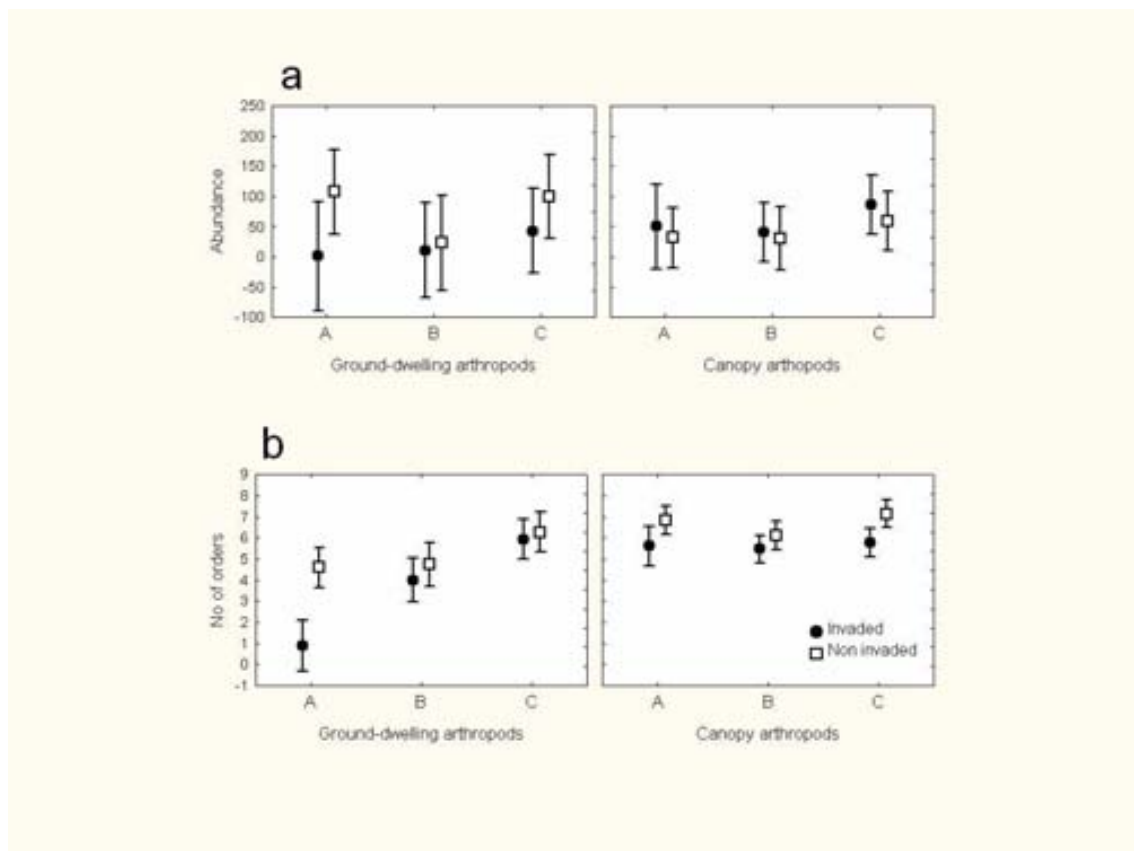 a
250
200
150
100
50
0
-50
-100
Abundance
A B C
Ground-dwelling arthropods
A B C
Canopy arthopods
b
9
8
7
6
5
4
3
2
1
0
-1
No of orders
A B C
Ground-dwelling arthropods
Invaded
Non invaded
A B C
Canopy arthropods